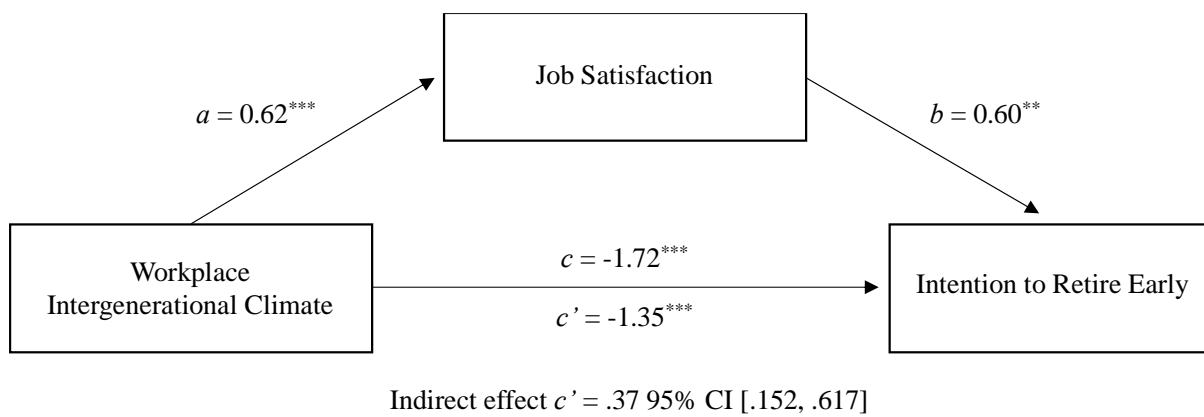 Job Satisfaction
a = 0.62***
b = 0.60**
Workplace
Intergenerational Climate
c = -1.72***
c’ = -1.35***
Intention to Retire Early
Indirect effect c’ = .37 95% CI [.152, .617]